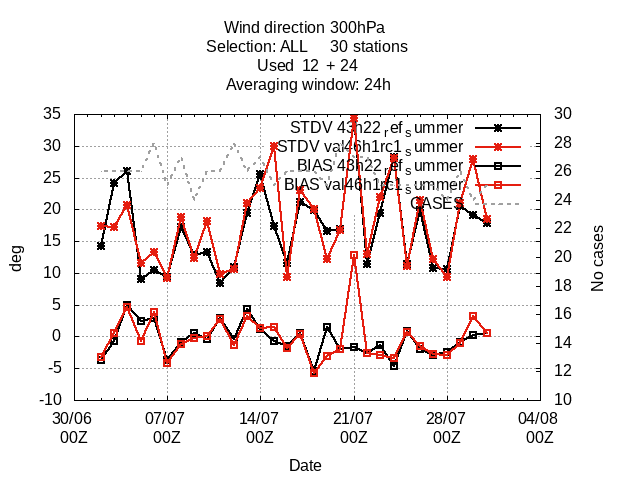 Wind direction 300hPa
Selection: ALL 30 stations
Used 12 + 24
Averaging window: 24h
STDV 43h22_ref_summer
STDV val46h1rc1_summer
BIAS 43h22_ref_summer
BIAS val46h1rc1_summer
CASES
35
30
25
20
15
10
5
0
-5
-10
deg
30
28
26
24
22
20
18
16
14
12
10
No cases
30/06 07/07 14/07 21/07 28/07 04/08
00Z 00Z 00Z 00Z 00Z 00Z
Date